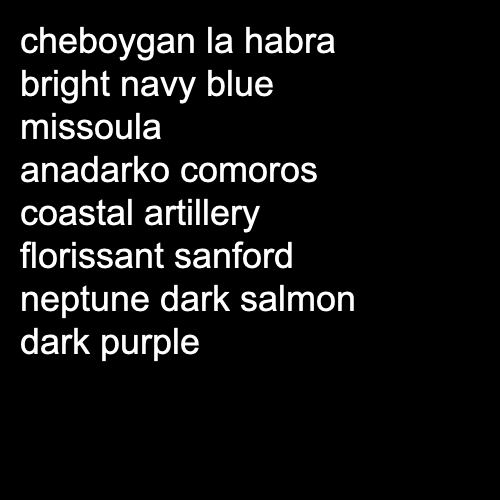 cheboygan la habra
bright navy blue
missoula
anadarko comoros
coastal artillery
florissant sanford
neptune dark salmon
dark purple